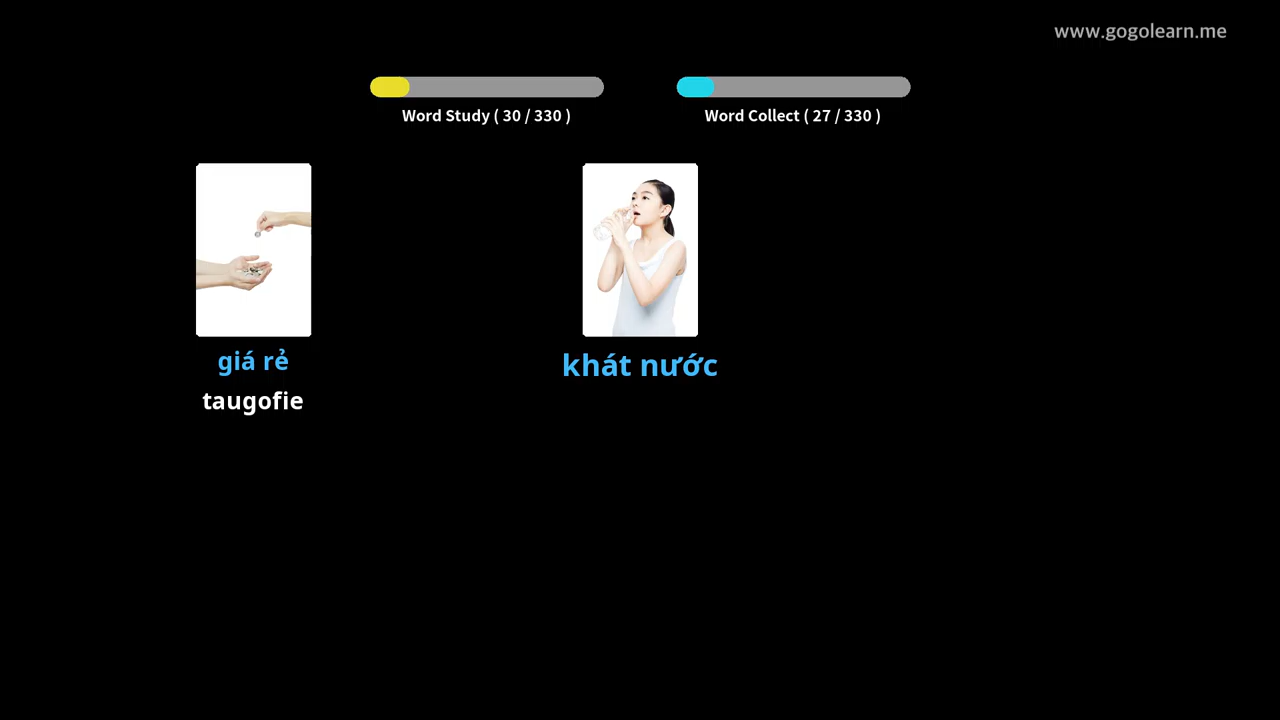 www.gogolearn.me
Word Study ( 30 / 330 )
Word Collect ( 27 / 330 )
giá rẻ
taugofie
khát nước